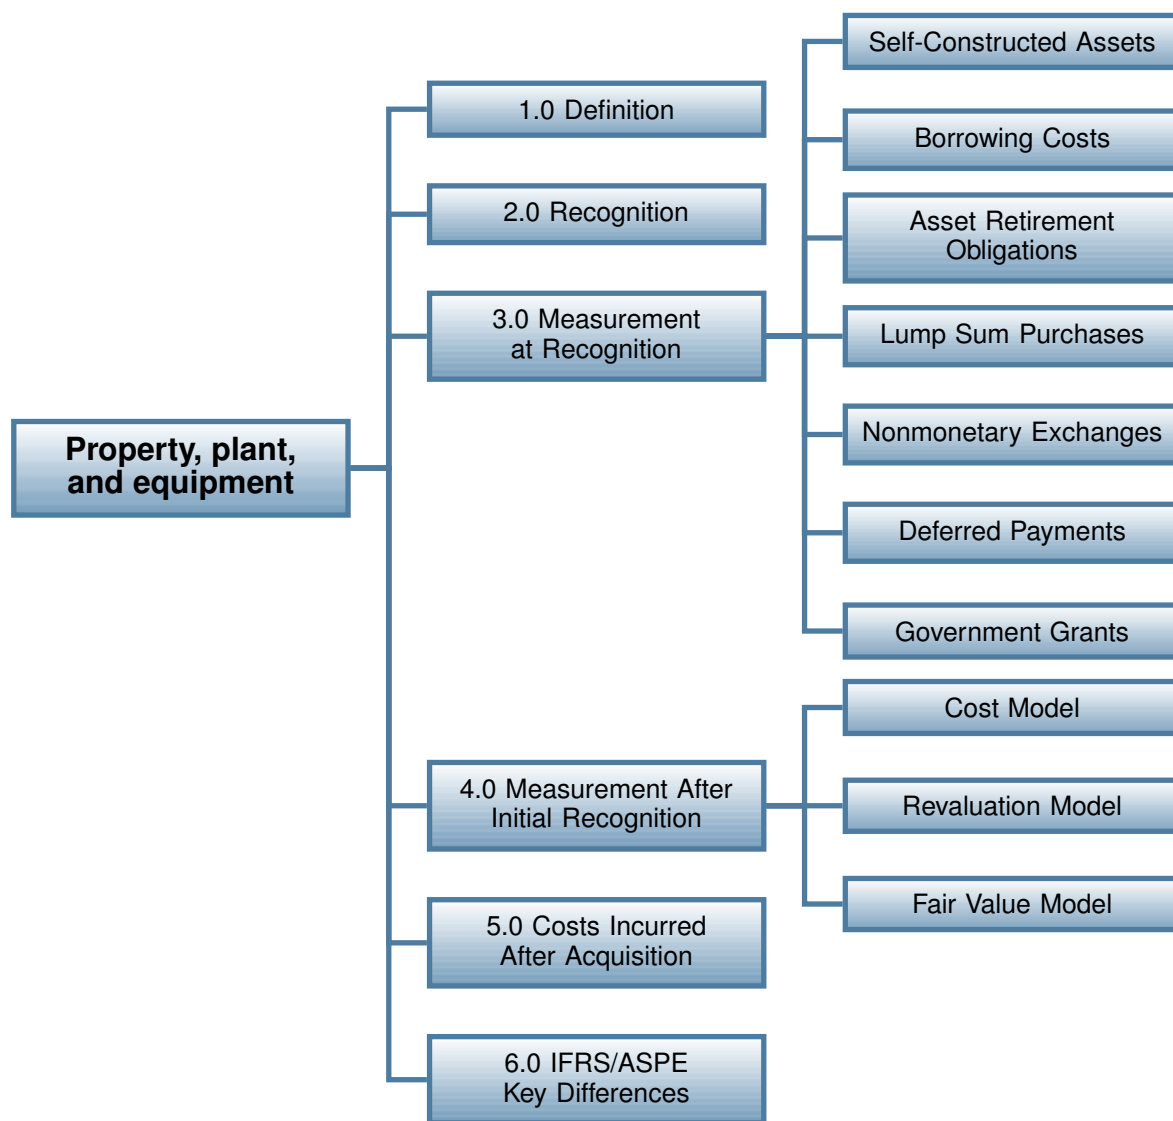 Property, plant,
and equipment
1.0 Definition
2.0 Recognition
3.0 Measurement
at Recognition
Self-Constructed Assets
Borrowing Costs
Asset Retirement
Obligations
Lump Sum Purchases
Nonmonetary Exchanges
Deferred Payments
Government Grants
4.0 Measurement After
Initial Recognition
Cost Model
Revaluation Model
Fair Value Model
5.0 Costs Incurred
After Acquisition
6.0 IFRS/ASPE
Key Differences